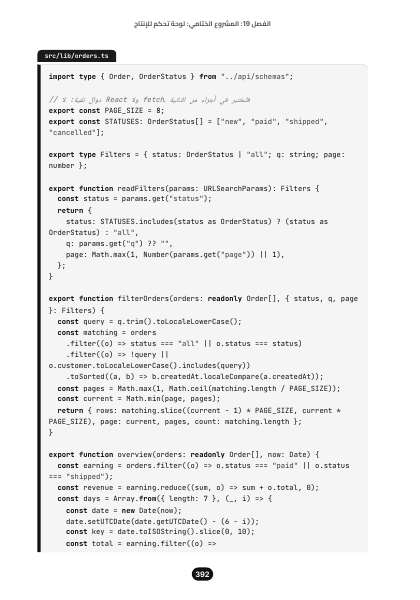 الفصل 19: المشروع الختامي: لوحة تحكم للإنتاج
src/lib/orders.ts
import type { Order, OrderStatus } from "../api/schemas";
// دوال نقية: لا React ولا fetch، فتُختبر في أجزاء من الثانية
export const PAGE_SIZE = 8;
export const STATUSES: OrderStatus[] = ["new", "paid", "shipped",
"cancelled"];
export type Filters = { status: OrderStatus | "all"; q: string; page:
number };
export function readFilters(params: URLSearchParams): Filters {
const status = params.get("status");
return {
status: STATUSES.includes(status as OrderStatus) ? (status as
OrderStatus) : "all",
q: params.get("q") ?? "",
page: Math.max(1, Number(params.get("page")) || 1),
};
}
export function filterOrders(orders: readonly Order[], { status, q, page
}: Filters) {
const query = q.trim().toLocaleLowerCase();
const matching = orders
.filter((o) => status === "all" || o.status === status)
.filter((o) => !query ||
o.customer.toLocaleLowerCase().includes(query))
.toSorted((a, b) => b.createdAt.localeCompare(a.createdAt));
const pages = Math.max(1, Math.ceil(matching.length / PAGE_SIZE));
const current = Math.min(page, pages);
return { rows: matching.slice((current - 1) * PAGE_SIZE, current *
PAGE_SIZE), page: current, pages, count: matching.length };
}
export function overview(orders: readonly Order[], now: Date) {
const earning = orders.filter((o) => o.status === "paid" || o.status
=== "shipped");
const revenue = earning.reduce((sum, o) => sum + o.total, 0);
const days = Array.from({ length: 7 }, (_, i) => {
const date = new Date(now);
date.setUTCDate(date.getUTCDate() - (6 - i));
const key = date.toISOString().slice(0, 10);
const total = earning.filter((o) =>
392